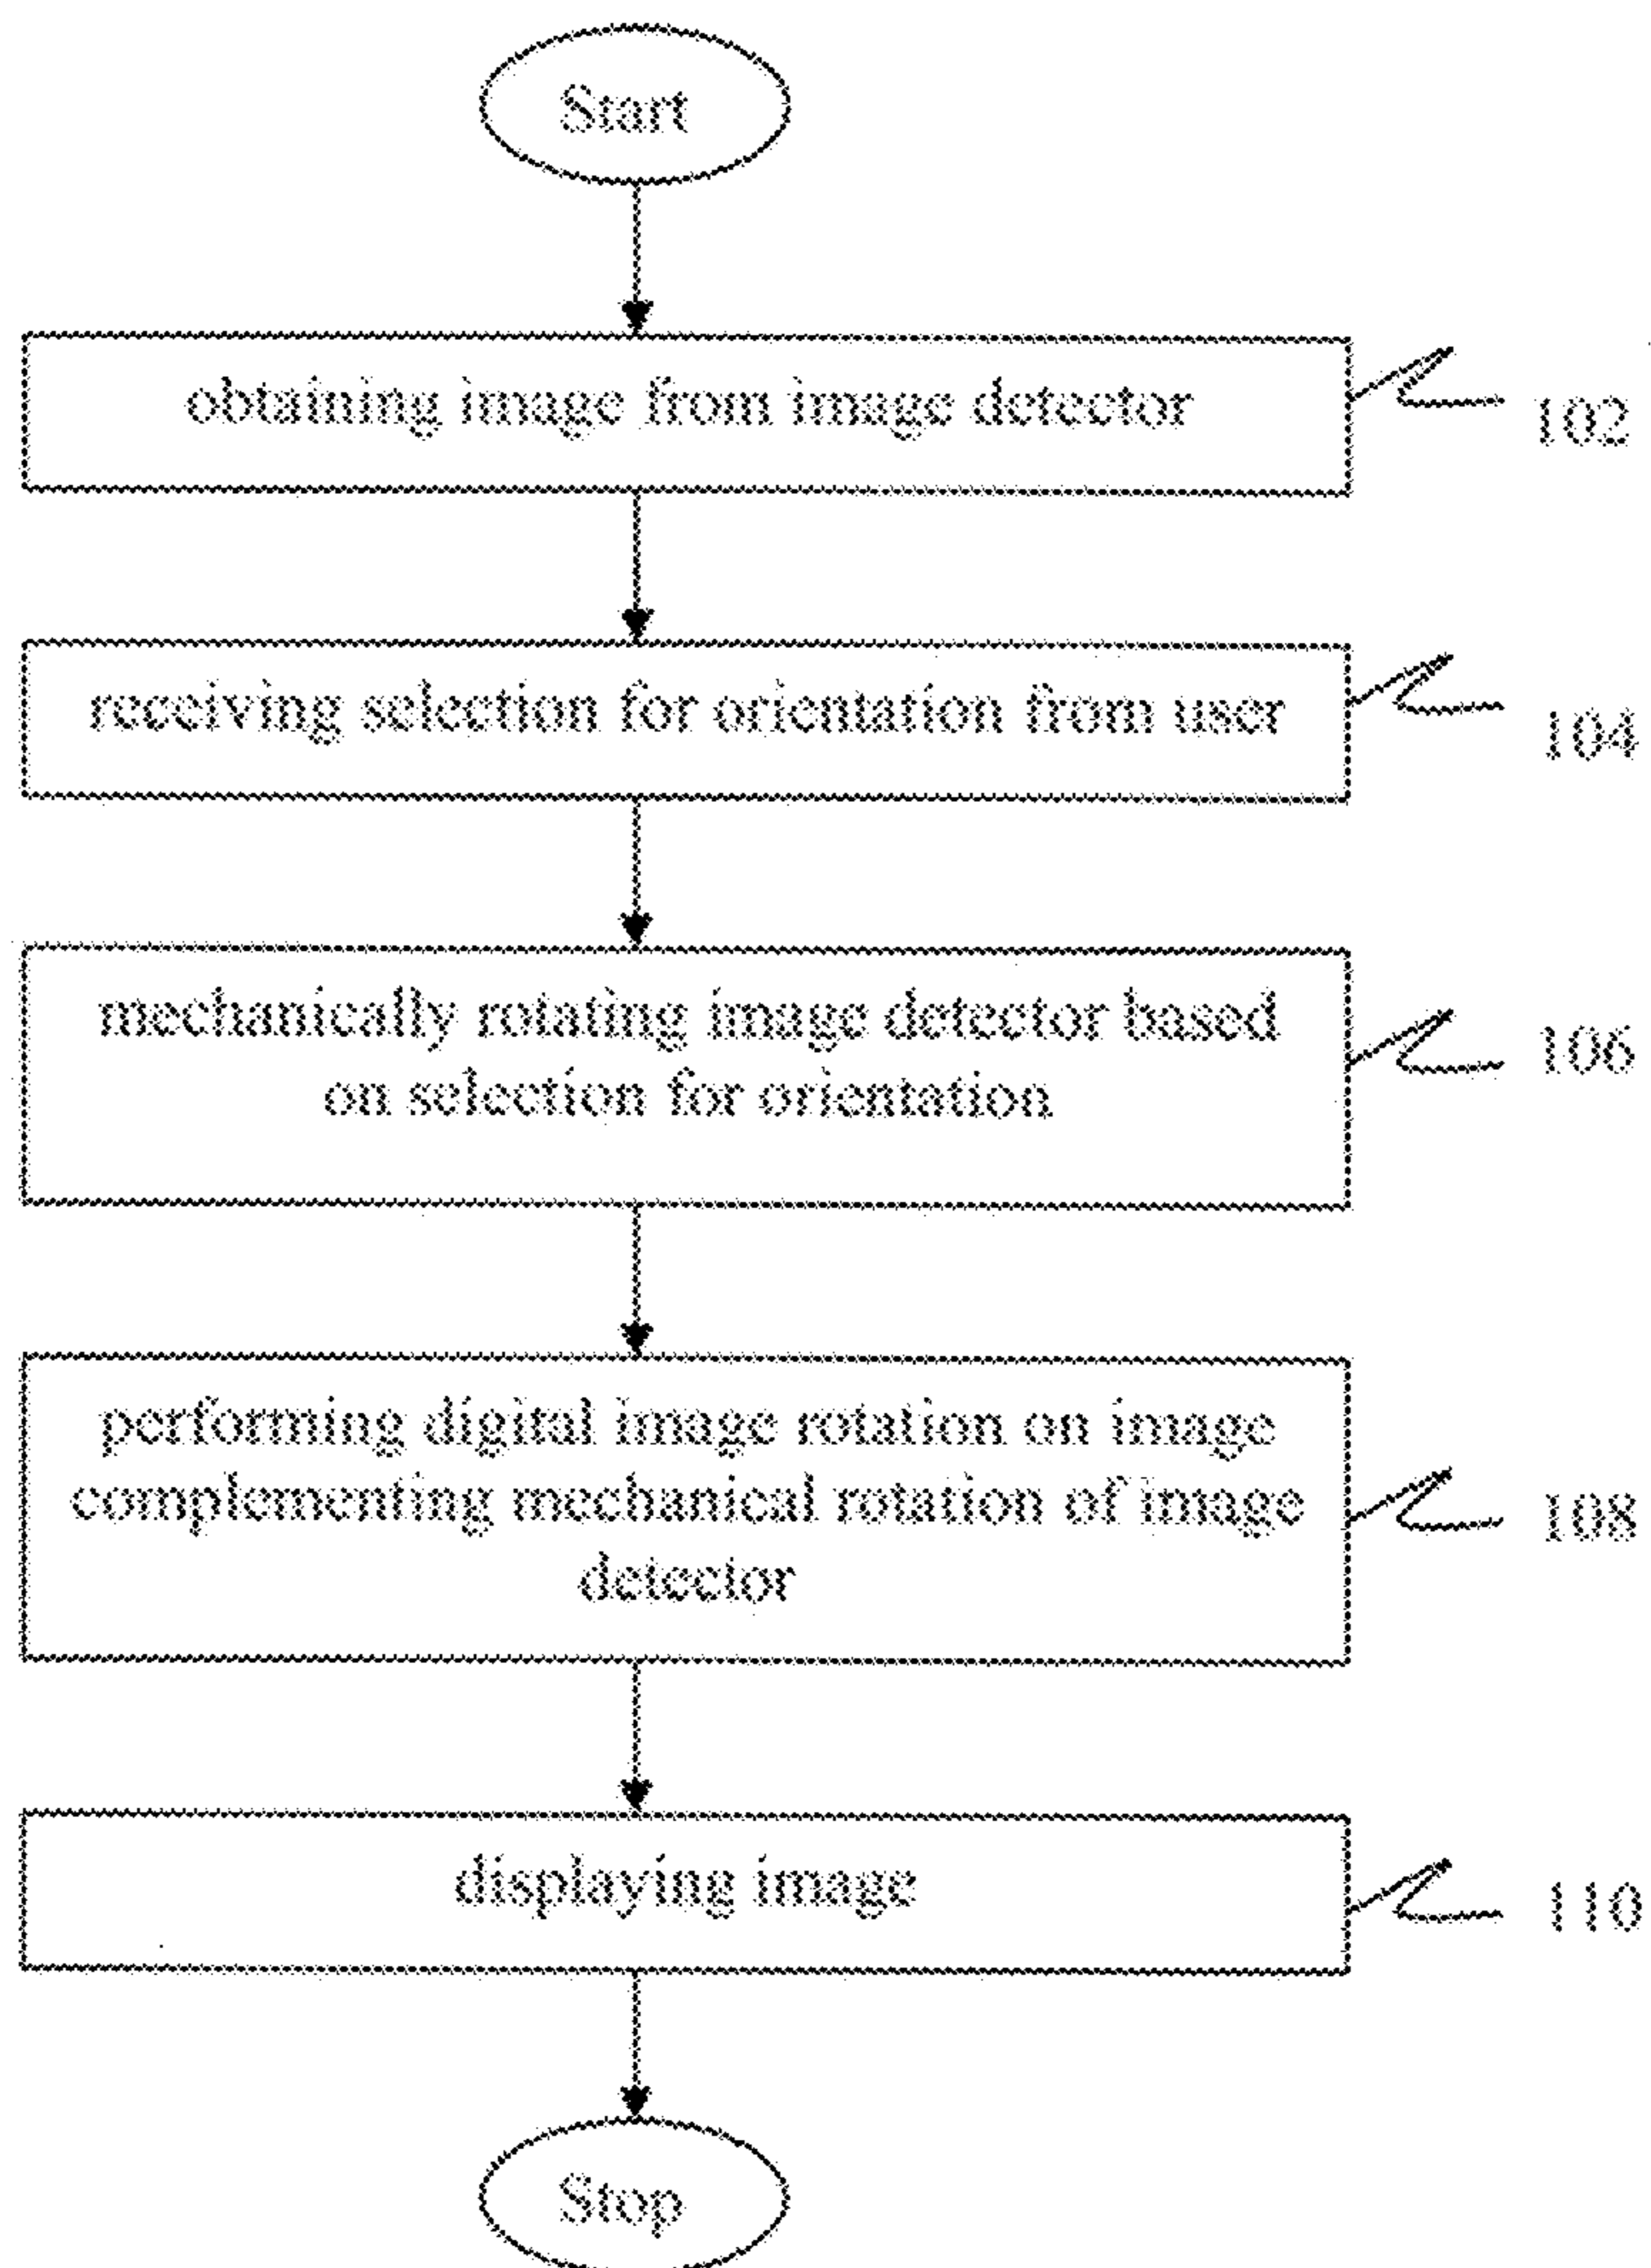 Start
obtaining image from image detector
102
receiving selection for orientation from user
104
mechanically rotating image detector based
on selection for orientation
106
performing digital image rotation on image
complementing mechanical rotation of image
detector
108
displaying image
110
Stop